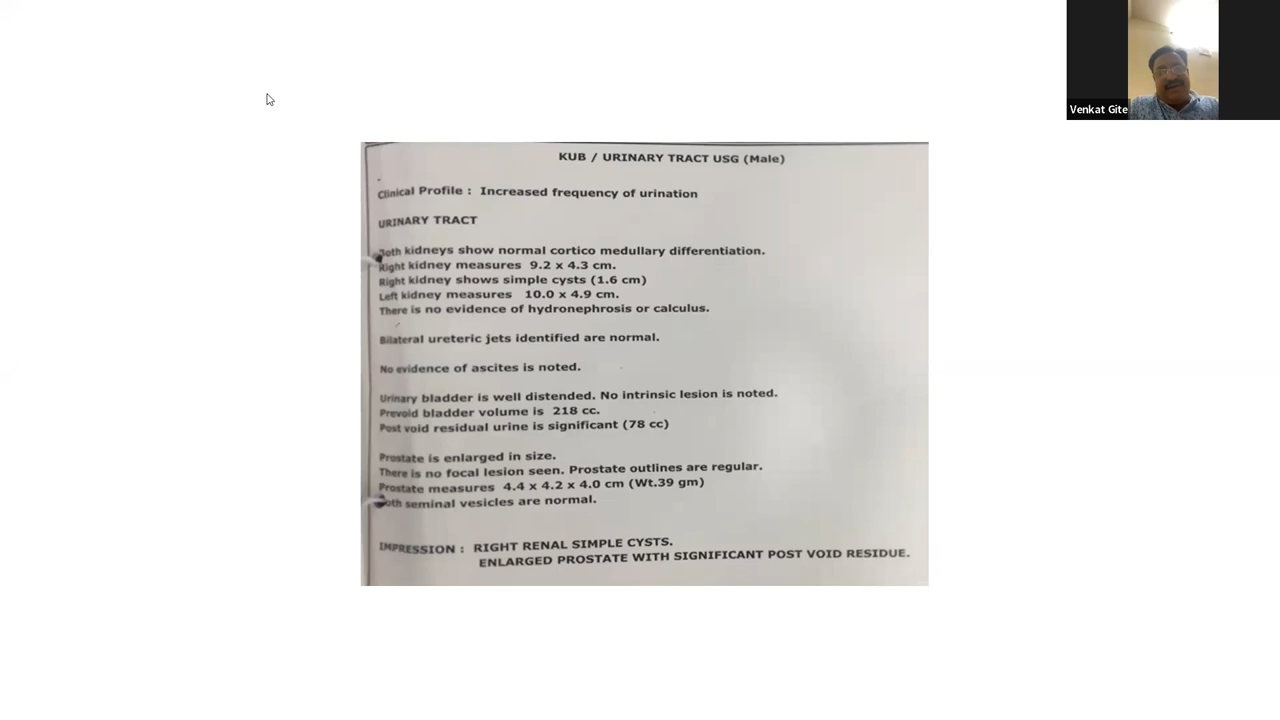 Venkat Gite
KUB / URINARY TRACT USG (Male)
Clinical Profile : Increased frequency of urination
URINARY TRACT
Both kidneys show normal cortico medullary differentiation.
Right kidney measures 9.2 x 4.3 cm.
Right kidney shows simple cysts (1.6 cm)
Left kidney measures 10.0 x 4.9 cm.
There is no evidence of hydronephrosis or calculus.
Bilateral ureteric jets identified are normal.
No evidence of ascites is noted.
Urinary bladder is well distended. No intrinsic lesion is noted.
Prevoid bladder volume is 218 cc.
Post void residual urine is significant (78 cc)
Prostate is enlarged in size.
There is no focal lesion seen. Prostate outlines are regular.
Prostate measures 4.4 x 4.2 x 4.0 cm (Wt.39 gm)
Both seminal vesicles are normal.
IMPRESSION : RIGHT RENAL SIMPLE CYSTS.
ENLARGED PROSTATE WITH SIGNIFICANT POST VOID RESIDUE.